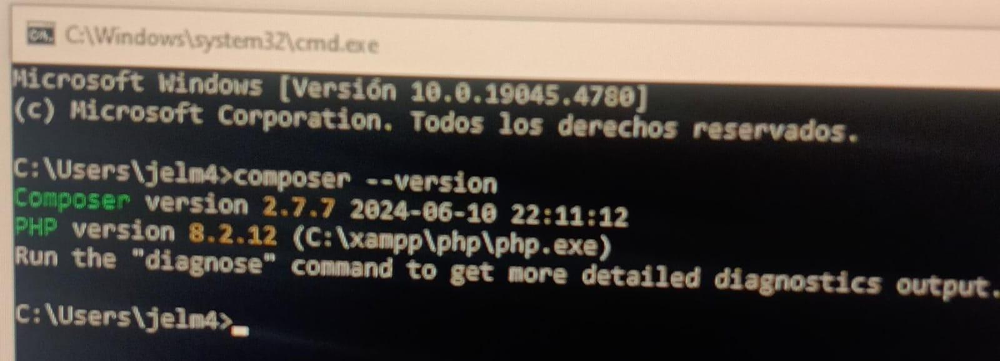 C:\Windows\system32\cmd.exe
Microsoft Windows [Versión 10.0.19045.4780]
(c) Microsoft Corporation. Todos los derechos reservados.
C:\Users\jelm4>composer --version
Composer version 2.7.7 2024-06-10 22:11:12
PHP version 8.2.12 (C:\xampp\php\php.exe)
Run the "diagnose" command to get more detailed diagnostics output.
C:\Users\jelm4>